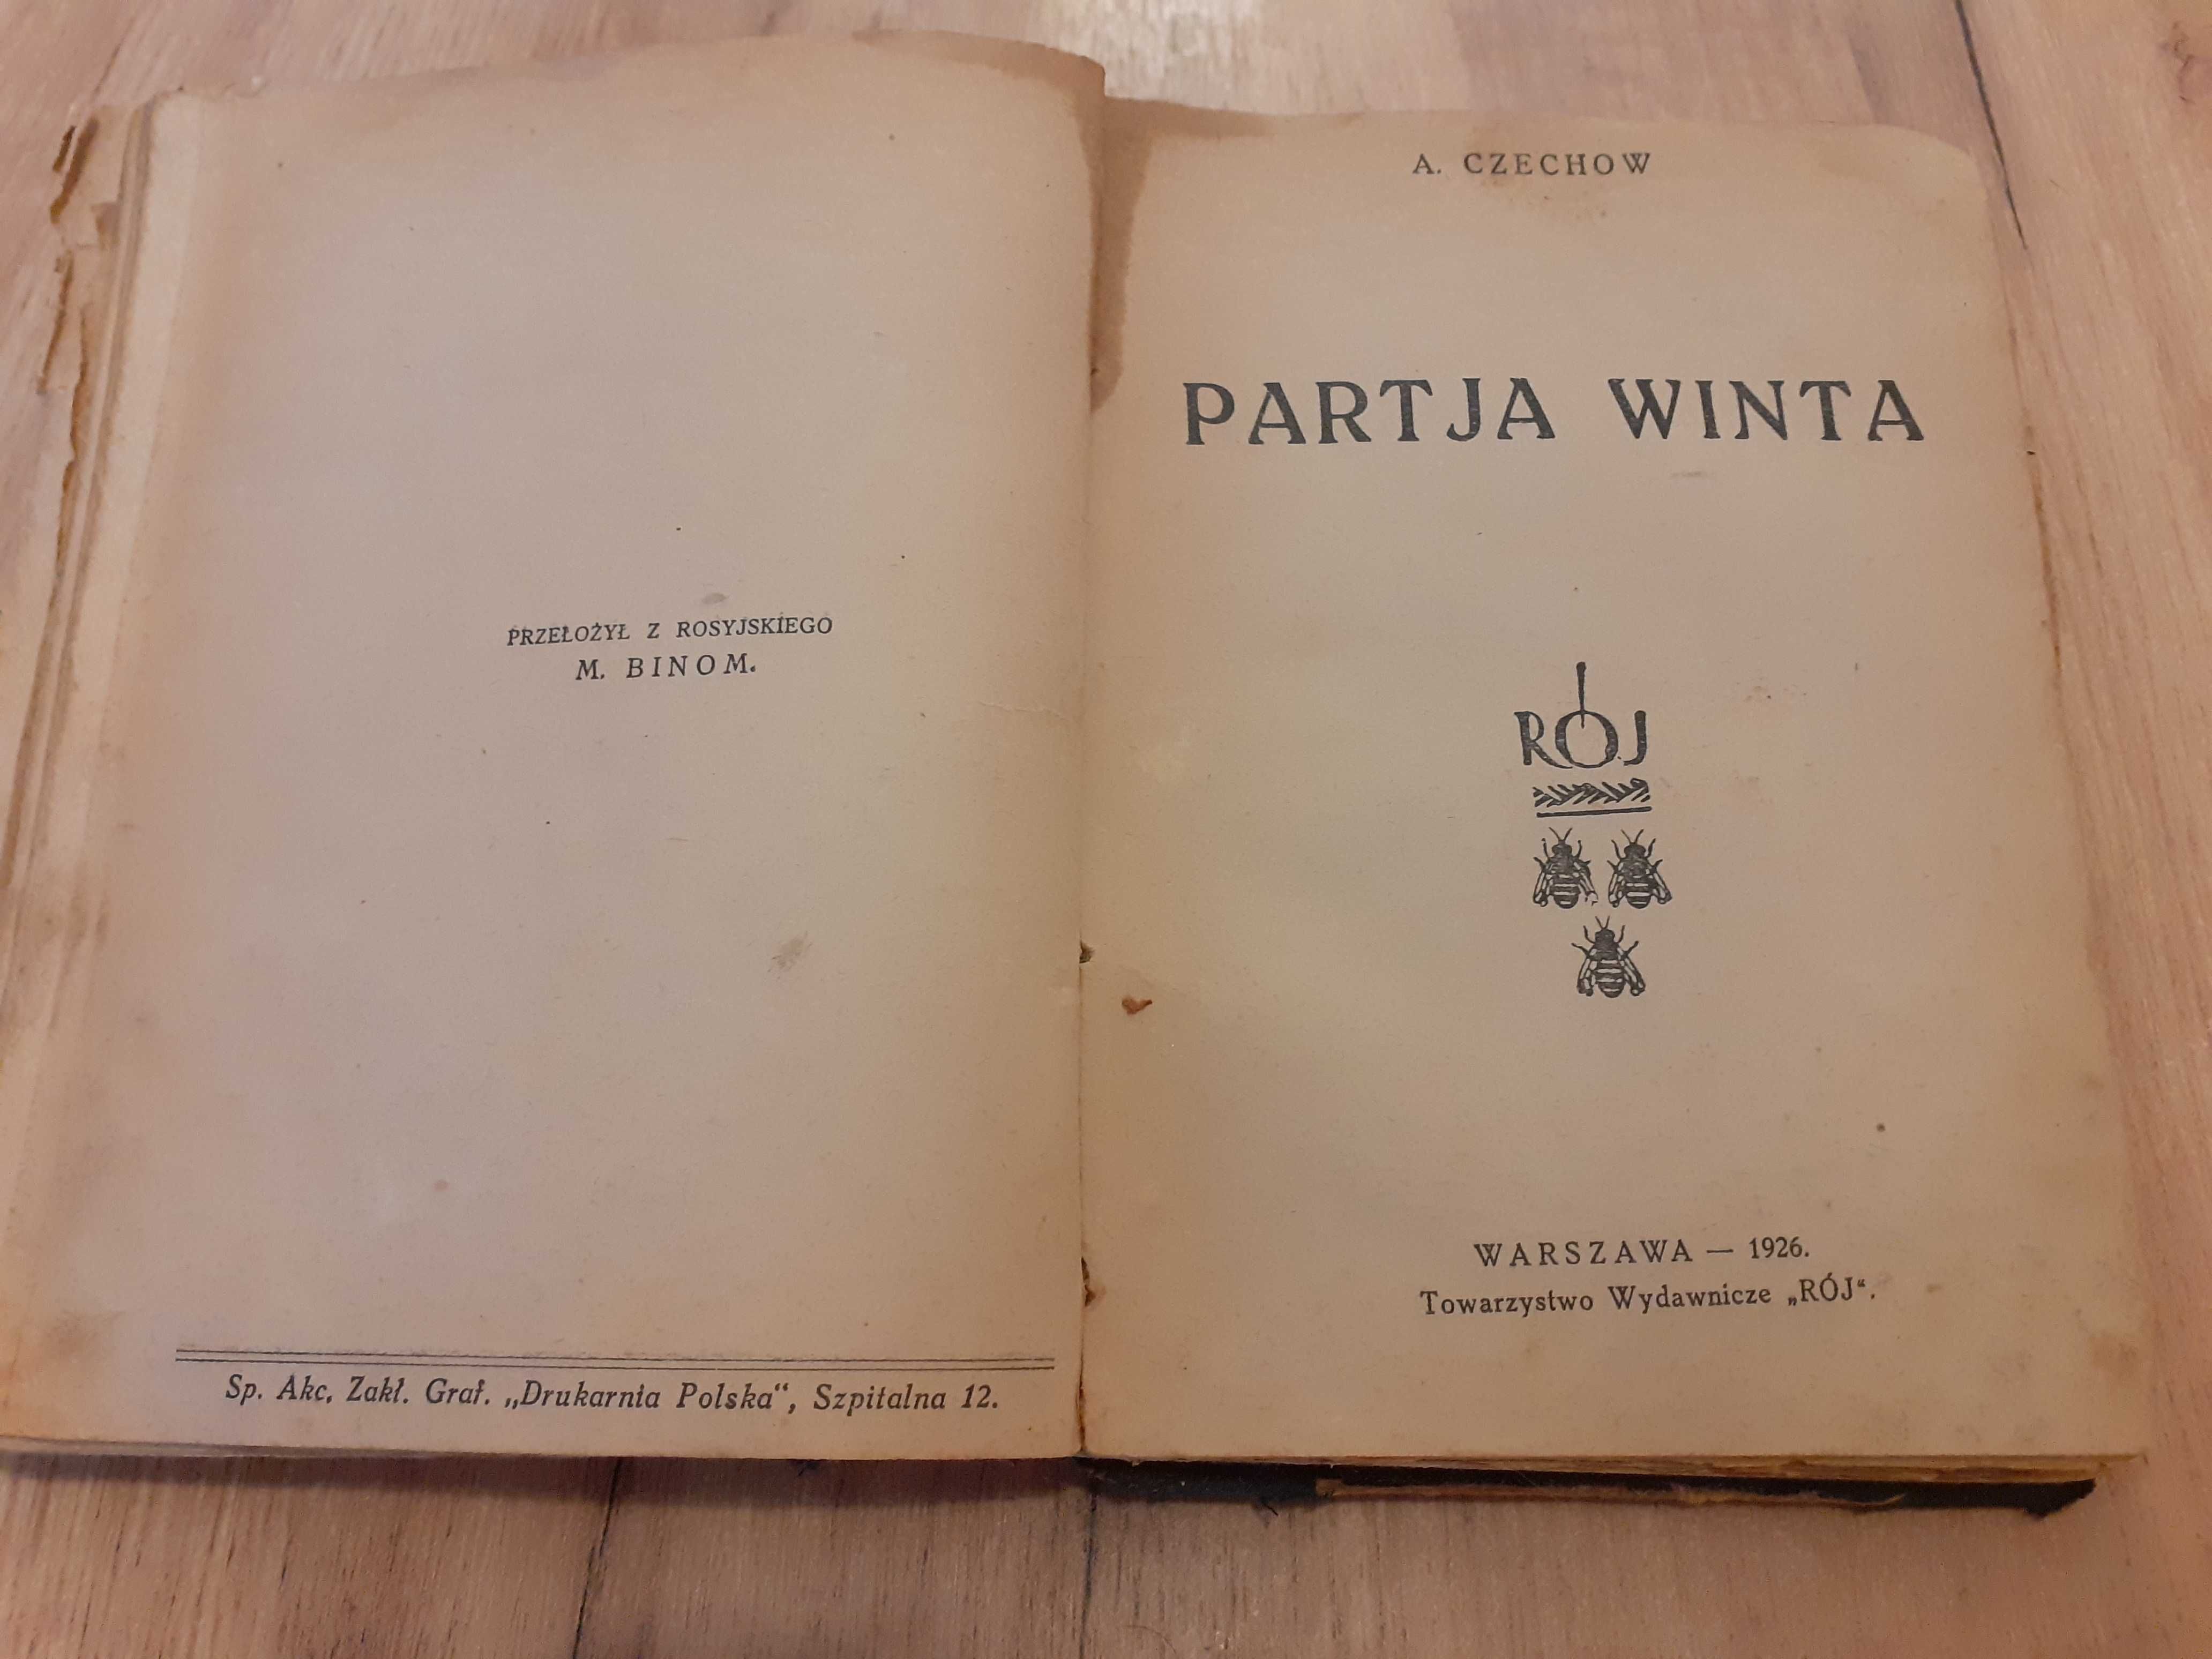 PRZEŁOŻYŁ Z ROSYJSKIEGO
M. BINOM.
Sp. Akc. Zakł. Graf. „Drukarnia Polska“, Szpitalna 12.
A. CZECHOW
PARTJA WINTA
RÓJ
WARSZAWA — 1926.
Towarzystwo Wydawnicze „RÓJ“.